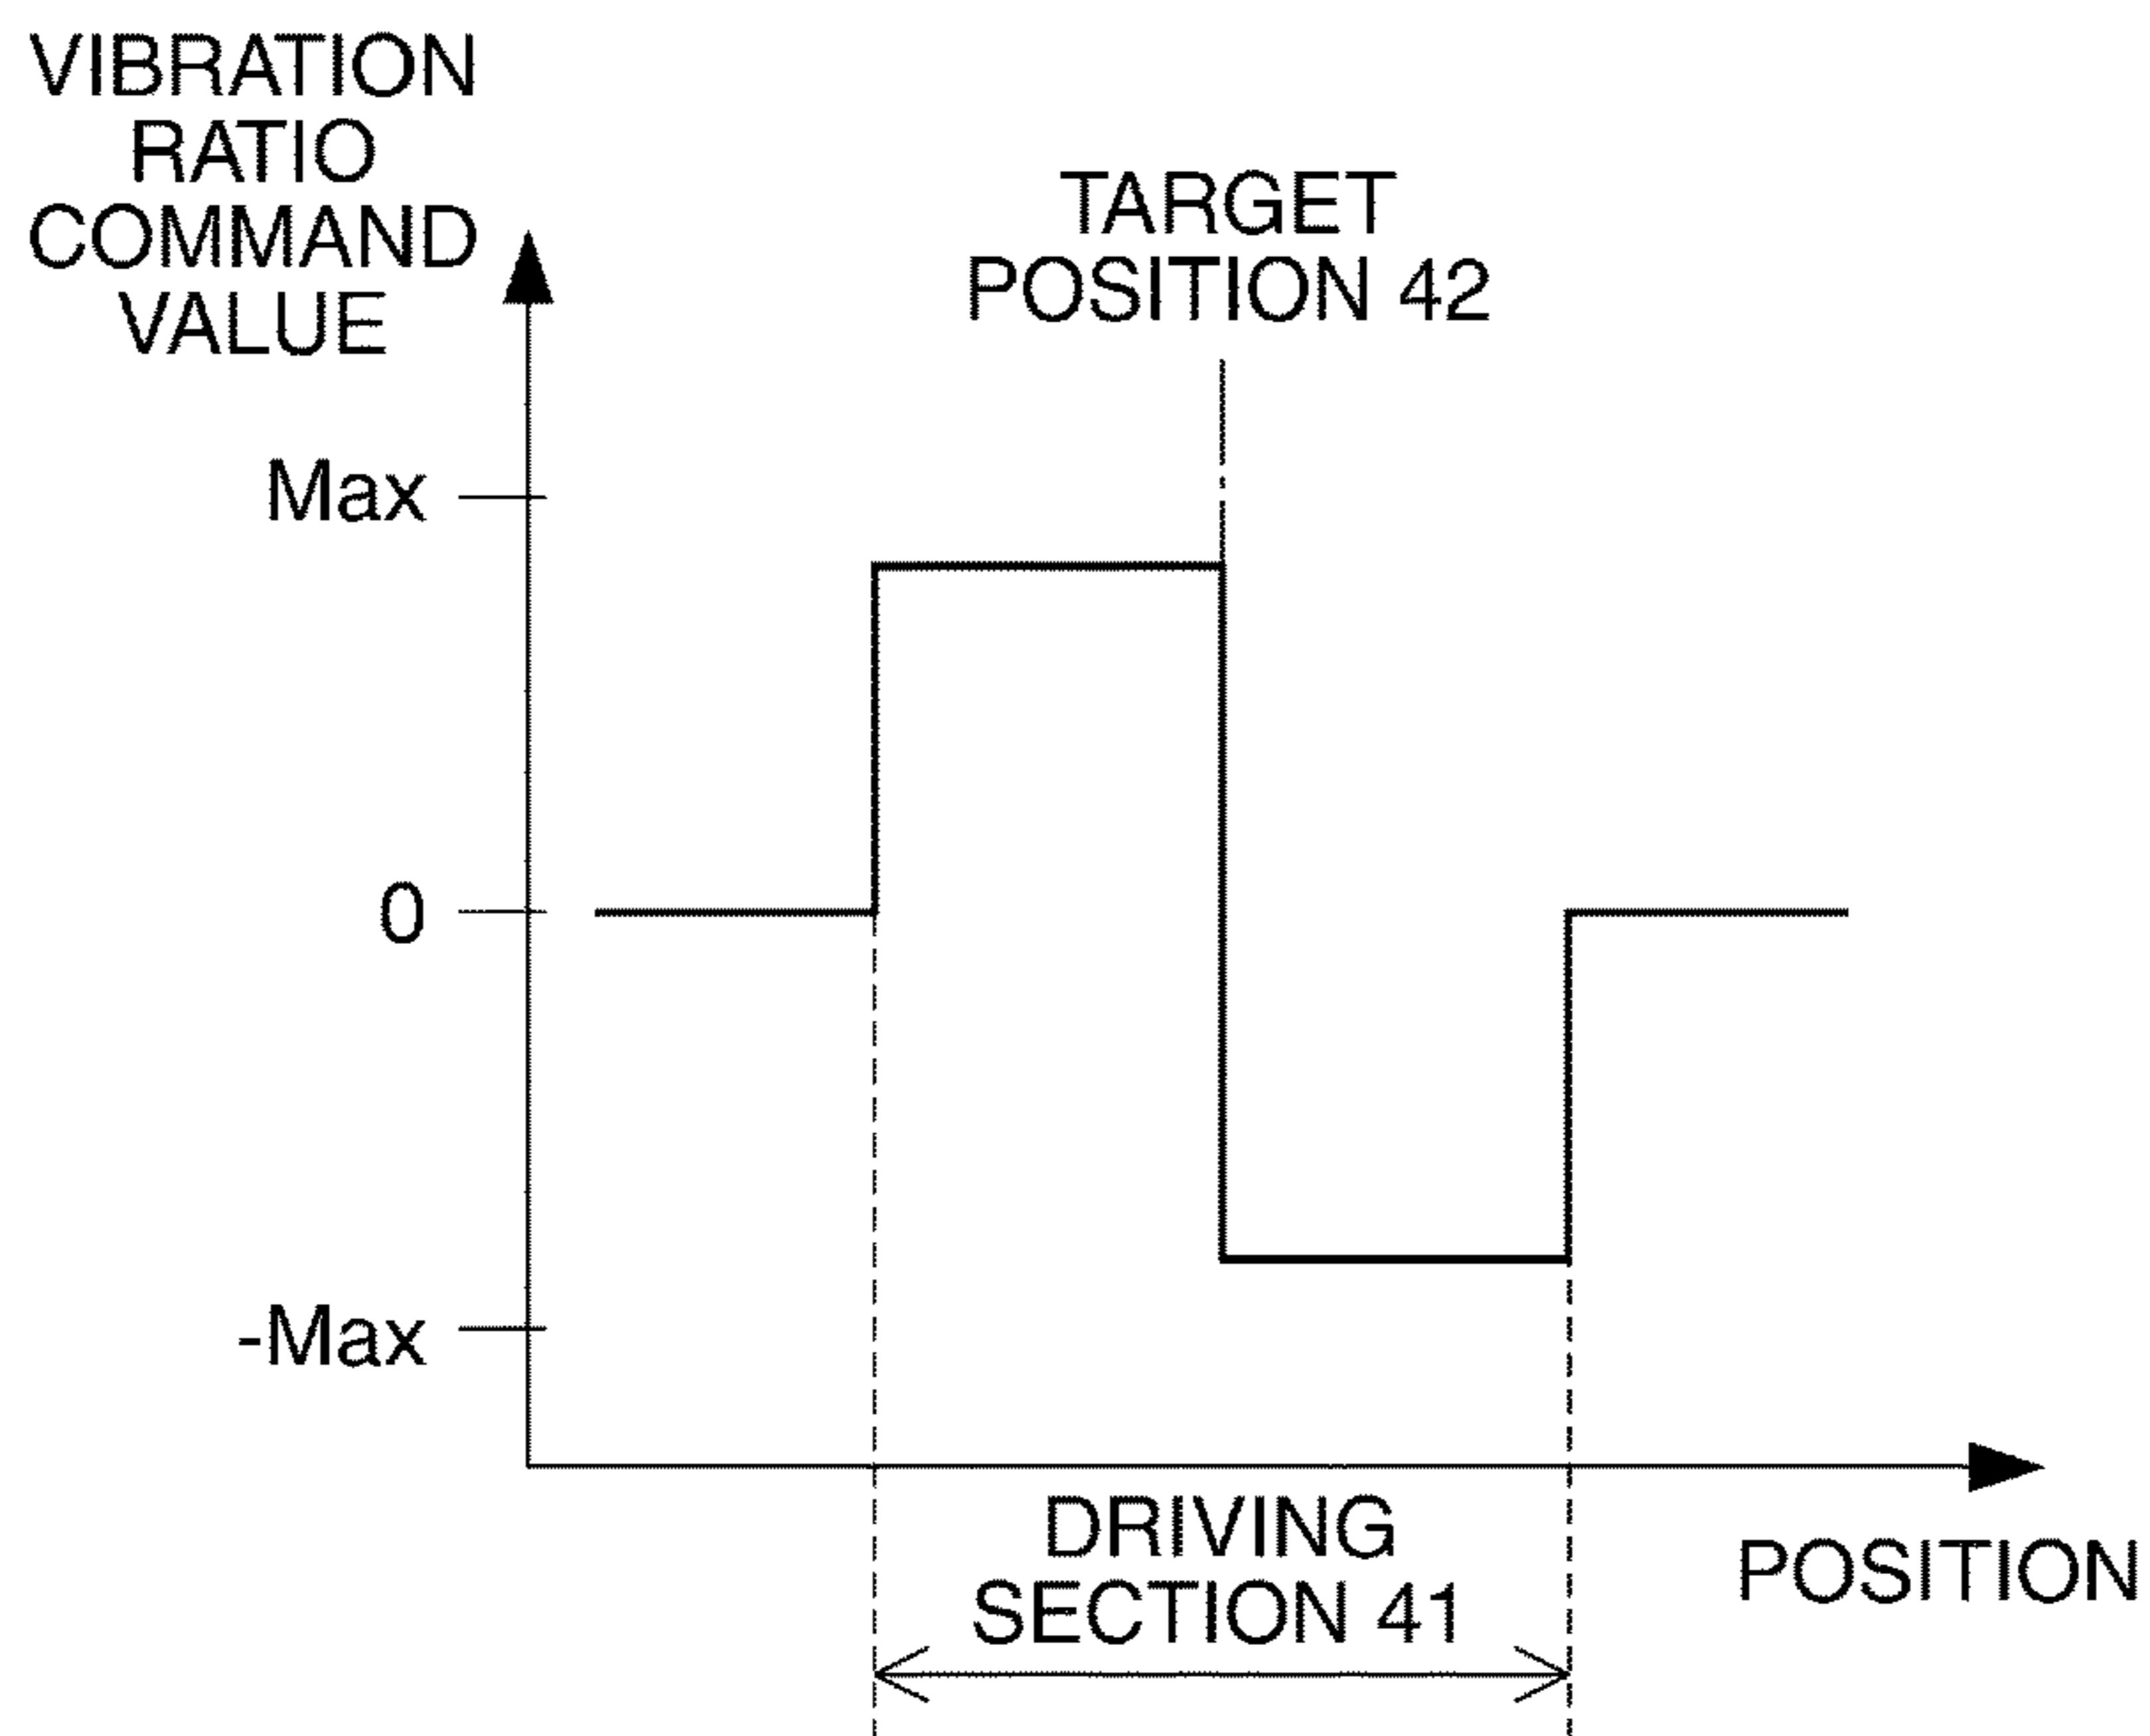 VIBRATION
RATIO
COMMAND
VALUE
TARGET
POSITION 42
Max
0
-Max
DRIVING
SECTION 41
POSITION